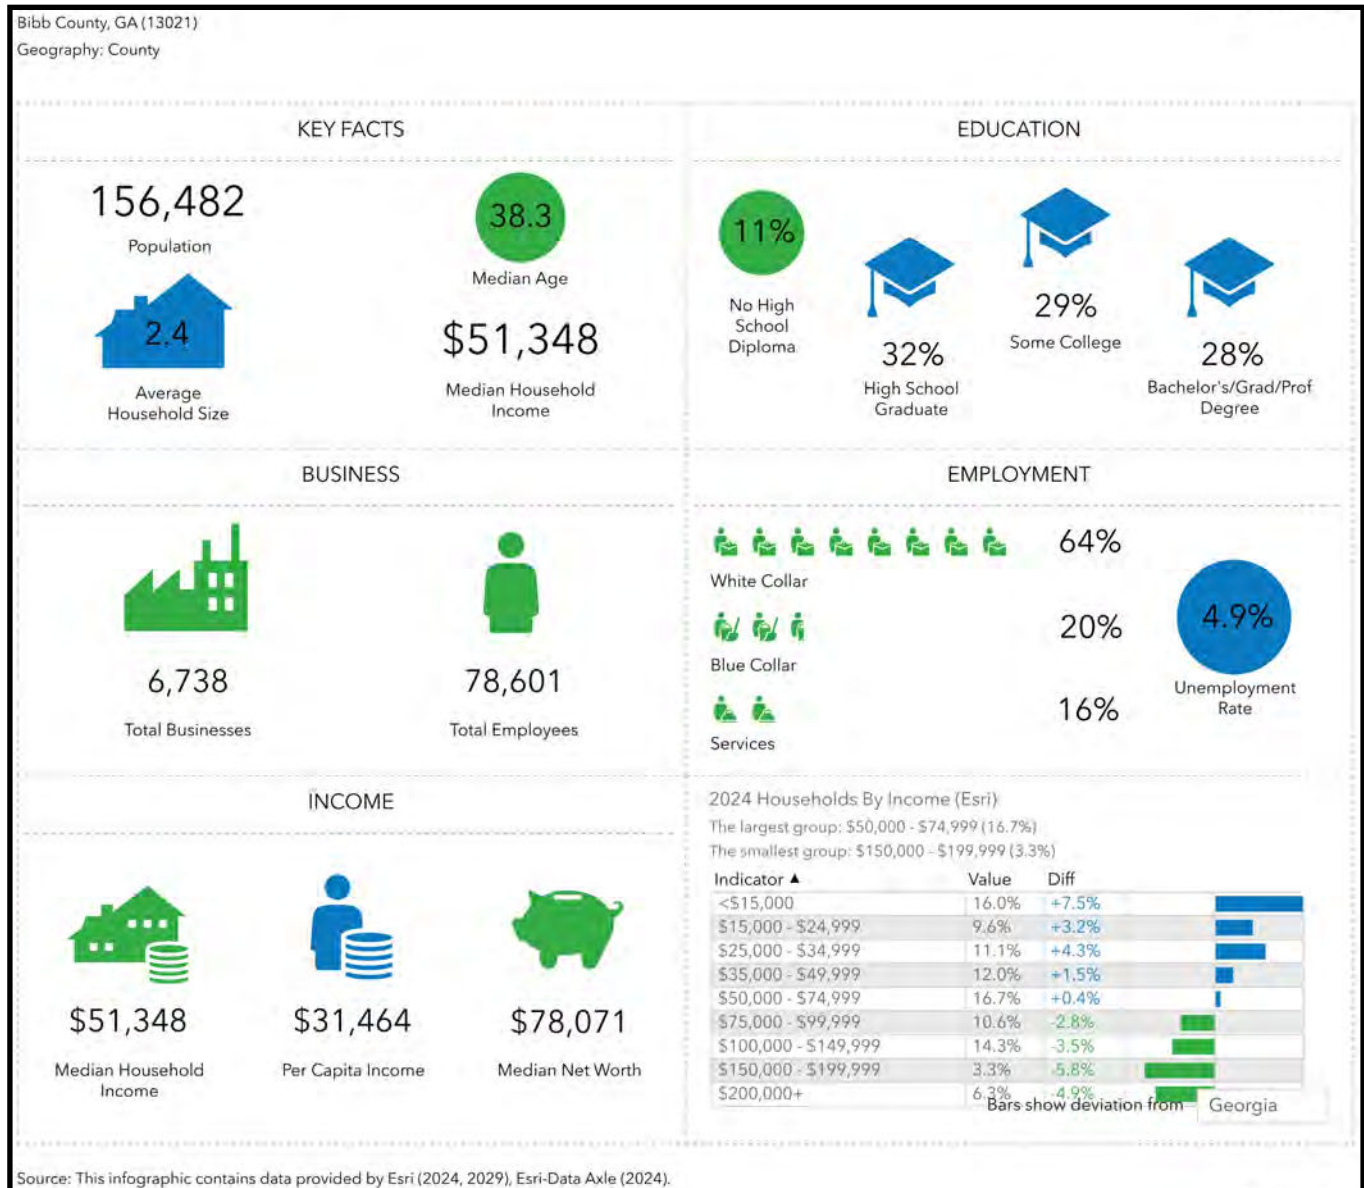 Bibb County, GA (13021)
Geography: County
KEY FACTS
156,482
Population
38.3
Median Age
2.4
Average
Household Size
$51,348
Median Household
Income
EDUCATION
11%
No High
School
Diploma
32%
High School
Graduate
29%
Some College
28%
Bachelor's/Grad/Prof
Degree
BUSINESS
6,738
Total Businesses
78,601
Total Employees
EMPLOYMENT
64%
White Collar
20%
Blue Collar
16%
Services
4.9%
Unemployment
Rate
INCOME
$51,348
Median Household
Income
$31,464
Per Capita Income
$78,071
Median Net Worth
2024 Households By Income (Esri)
The largest group: $50,000 - $74,999 (16.7%)
The smallest group: $150,000 - $199,999 (3.3%)
Indicator ▲ Value Diff
<$15,000 16.0% +7.5%
$15,000 - $24,999 9.6% +3.2%
$25,000 - $34,999 11.1% +4.3%
$35,000 - $49,999 12.0% +1.5%
$50,000 - $74,999 16.7% +0.4%
$75,000 - $99,999 10.6% -2.8%
$100,000 - $149,999 14.3% -3.5%
$150,000 - $199,999 3.3% -5.8%
$200,000+ 6.3% -4.9%
Bars show deviation from Georgia
Source: This infographic contains data provided by Esri (2024, 2029), Esri-Data Axle (2024).